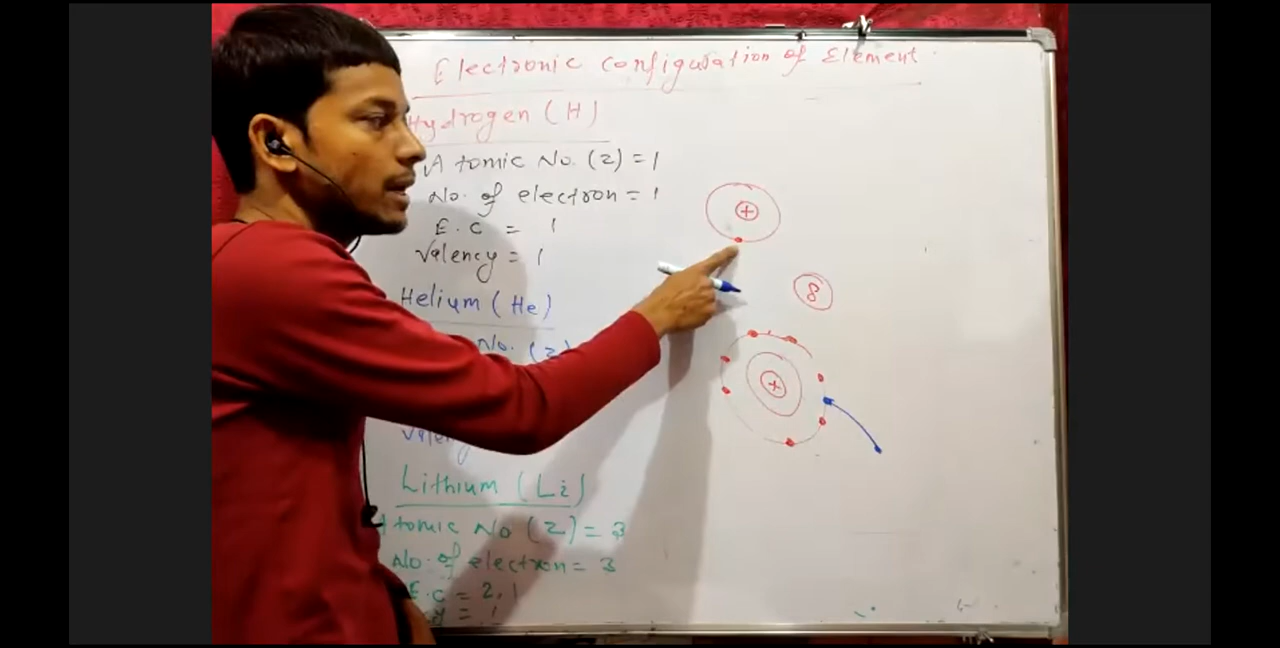 Electronic Configuration of Element
Hydrogen (H)
Atomic No. (Z) = 1
No. of electron = 1
E.C = 1
Valency = 1
+
8
Helium (He)
No. (Z)
+
Lithium (Li)
Atomic No (Z) = 3
No. of electron = 3
E.C = 2, 1
= 1